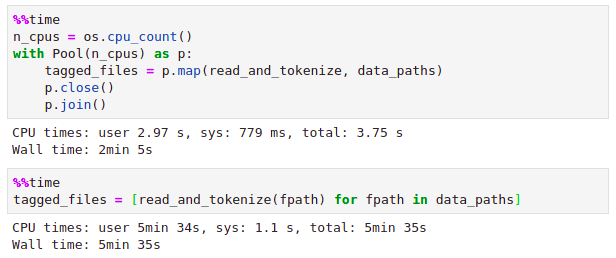 %%time
n_cpus = os.cpu_count()
with Pool(n_cpus) as p:
    tagged_files = p.map(read_and_tokenize, data_paths)
    p.close()
    p.join()
CPU times: user 2.97 s, sys: 779 ms, total: 3.75 s
Wall time: 2min 5s
%%time
tagged_files = [read_and_tokenize(fpath) for fpath in data_paths]
CPU times: user 5min 34s, sys: 1.1 s, total: 5min 35s
Wall time: 5min 35s